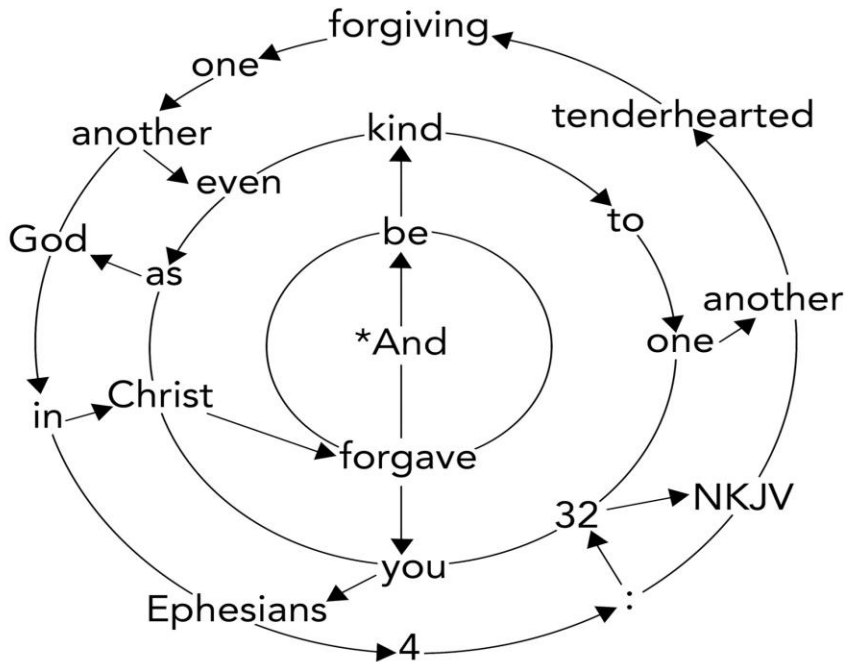 *And
be
kind
to
one
another
tenderhearted
forgiving
one
another
even
as
God
in
Christ
forgave
you
Ephesians
4
:
32
NKJV